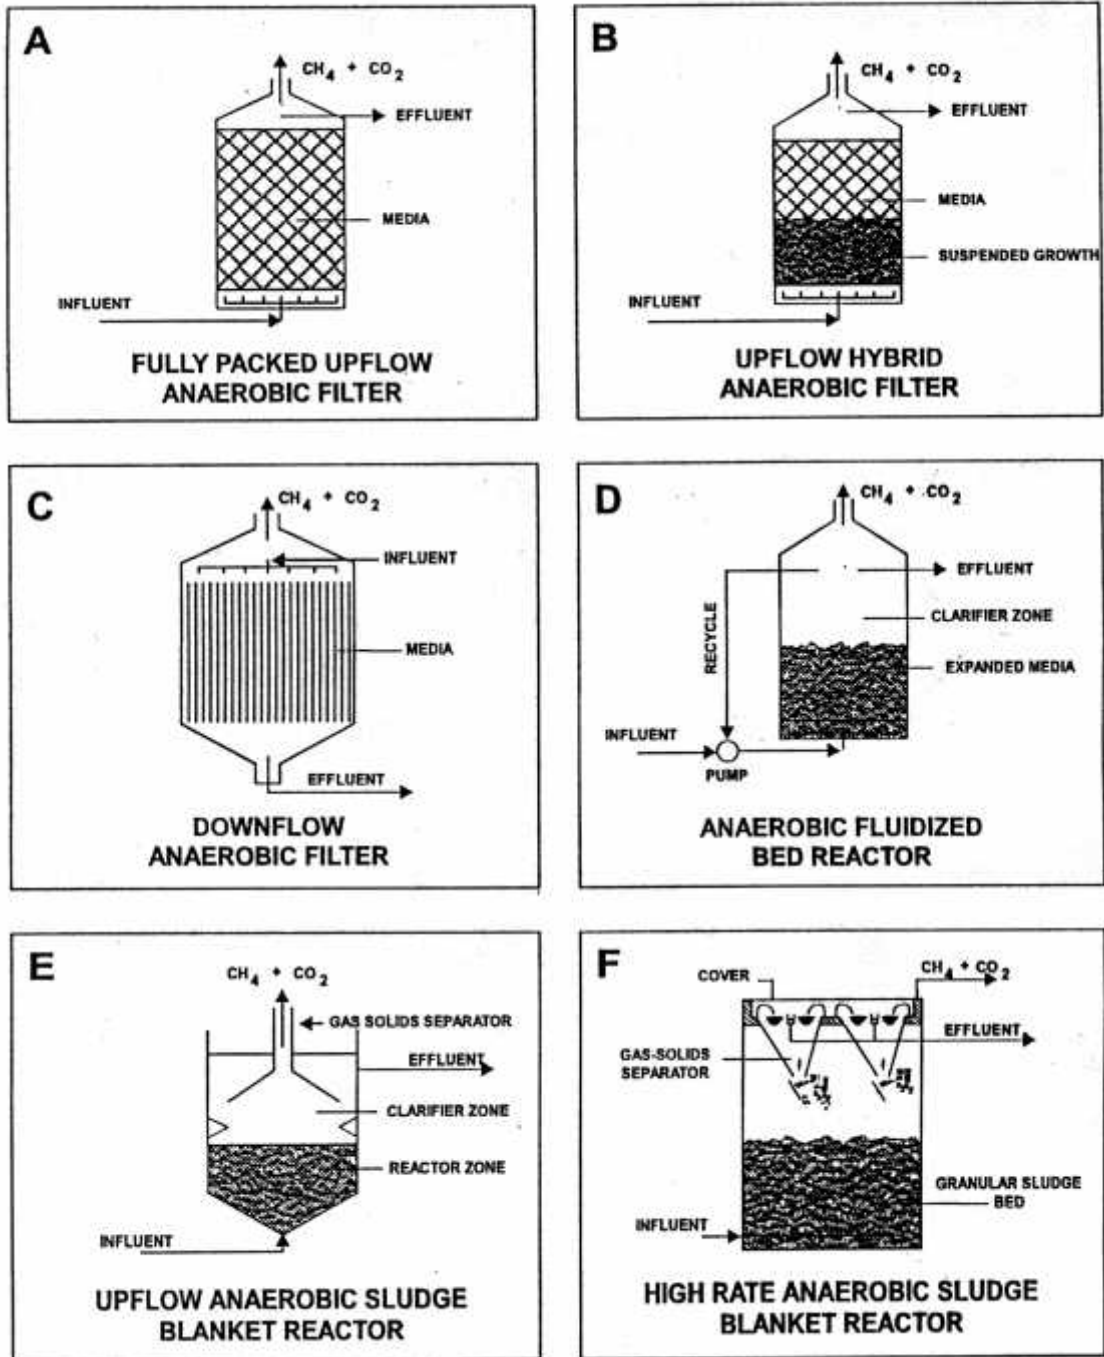 A
CH4 + CO2
EFFLUENT
MEDIA
INFLUENT
FULLY PACKED UPFLOW
ANAEROBIC FILTER
B
CH4 + CO2
EFFLUENT
MEDIA
SUSPENDED GROWTH
INFLUENT
UPFLOW HYBRID
ANAEROBIC FILTER
C
CH4 + CO2
INFLUENT
MEDIA
EFFLUENT
DOWNFLOW
ANAEROBIC FILTER
D
CH4 + CO2
EFFLUENT
CLARIFIER ZONE
RECYCLE
EXPANDED MEDIA
INFLUENT
PUMP
ANAEROBIC FLUIDIZED
BED REACTOR
E
CH4 + CO2
GAS SOLIDS SEPARATOR
EFFLUENT
CLARIFIER ZONE
REACTOR ZONE
INFLUENT
UPFLOW ANAEROBIC SLUDGE
BLANKET REACTOR
F
COVER
CH4 + CO2
EFFLUENT
GAS-SOLIDS
SEPARATOR
GRANULAR SLUDGE
BED
INFLUENT
HIGH RATE ANAEROBIC SLUDGE
BLANKET REACTOR